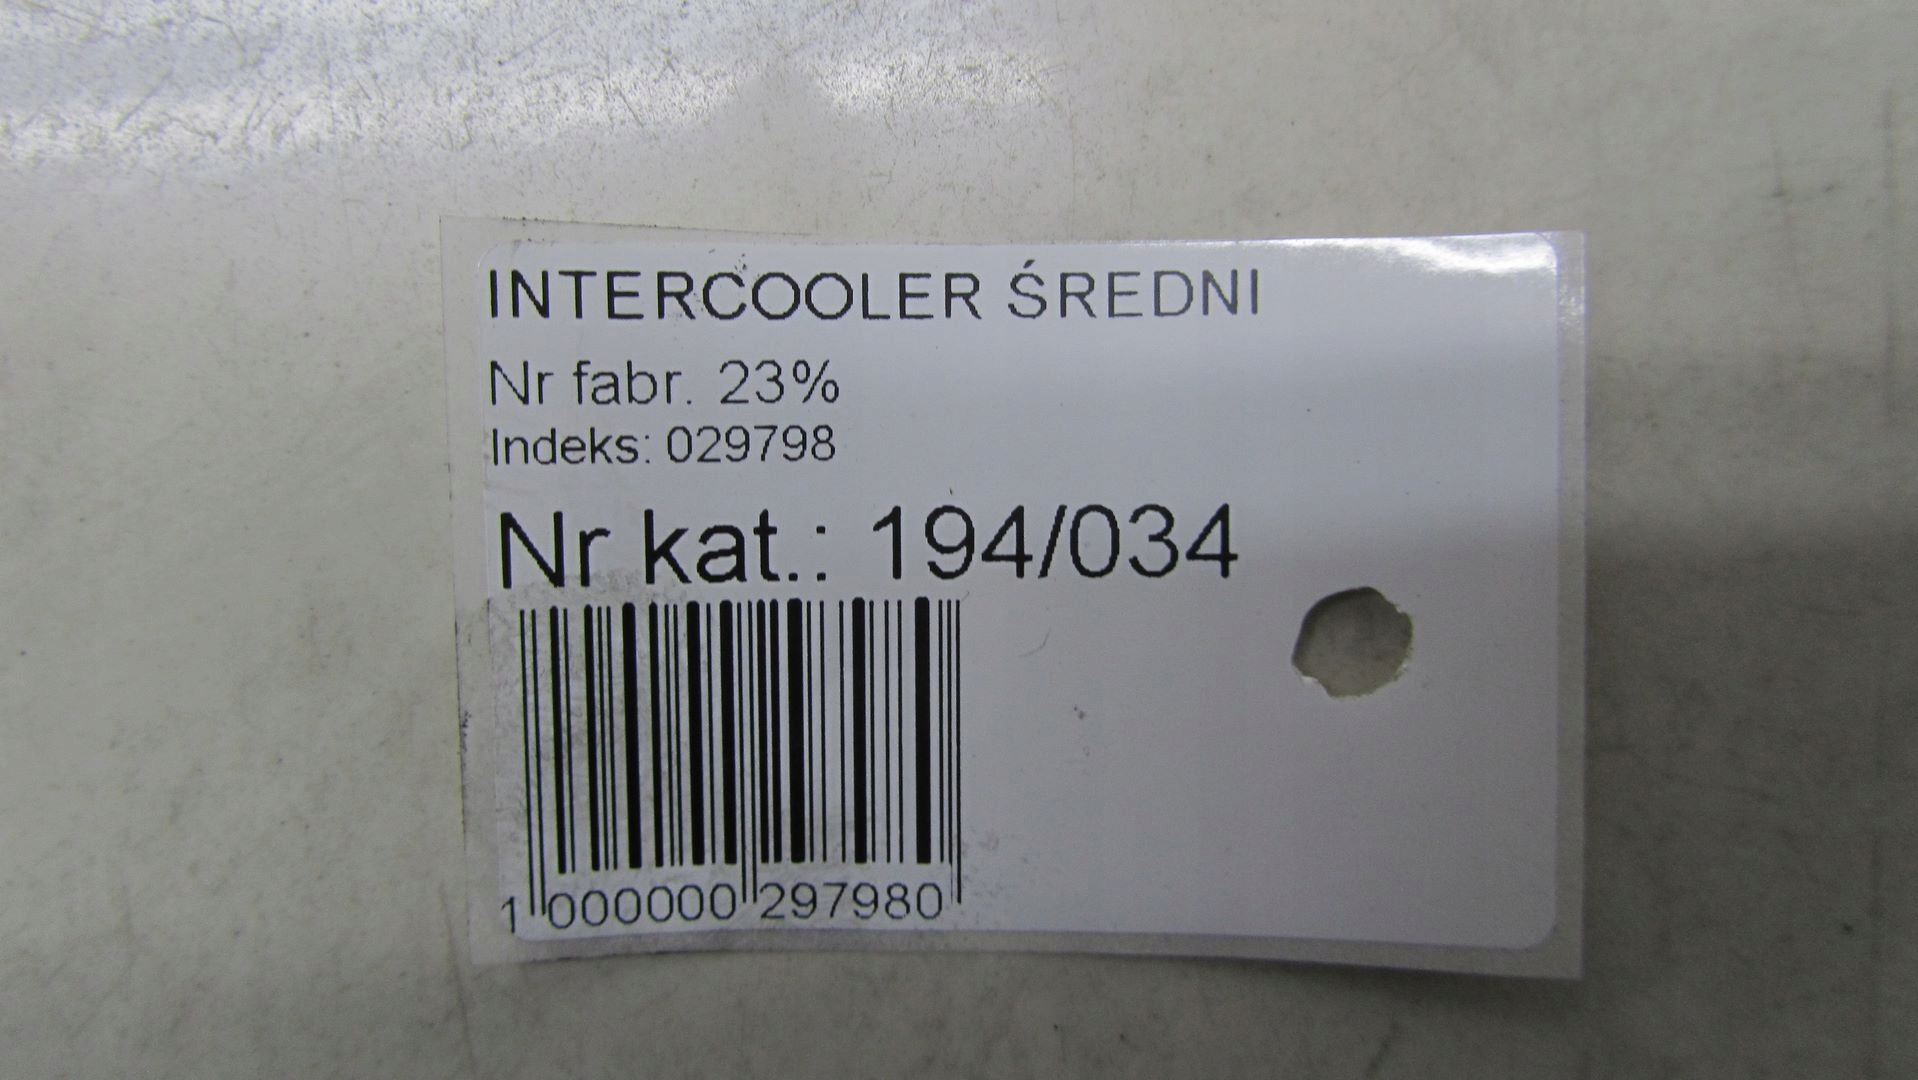 INTERCOOLER ŚREDNI
Nr fabr. 23%
Indeks: 029798
Nr kat.: 194/034
1 000000 297980